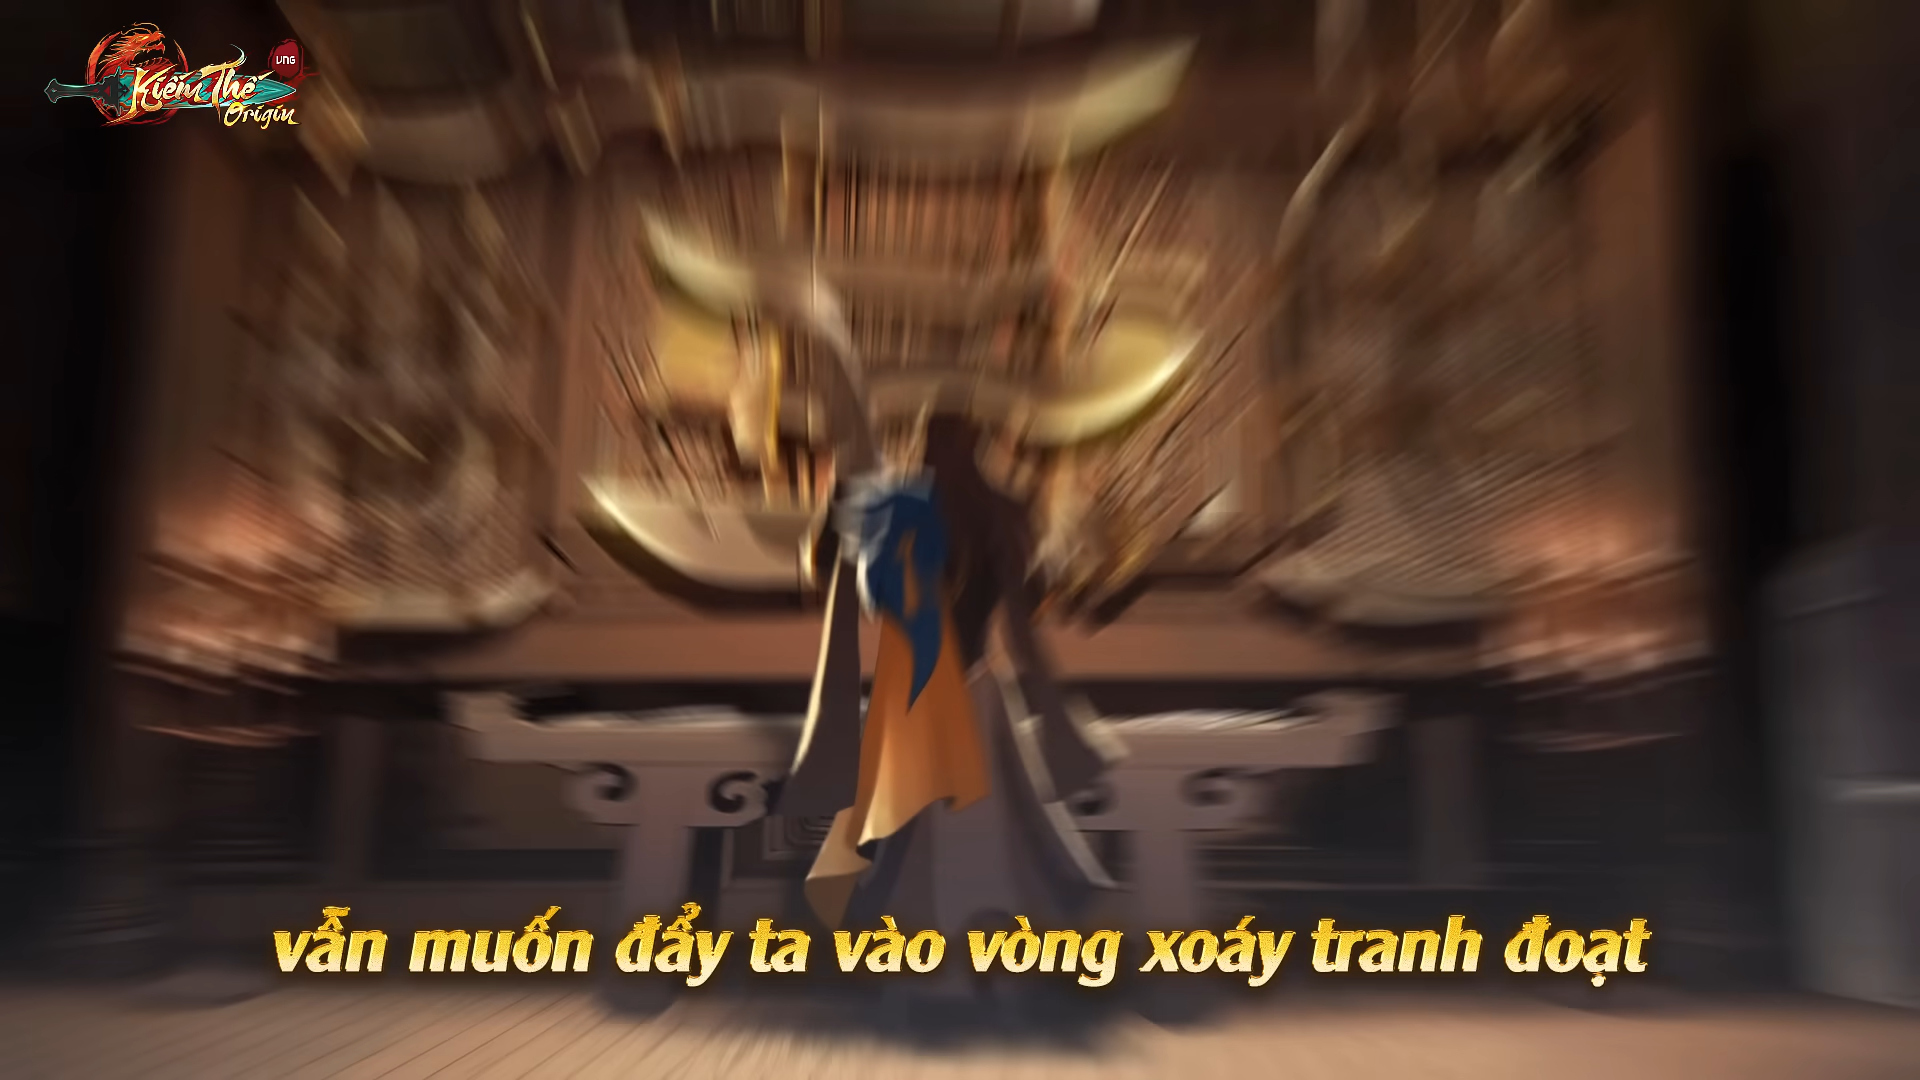 VNG
Kiếm Thế
Origin
vẫn muốn đẩy ta vào vòng xoáy tranh đoạt